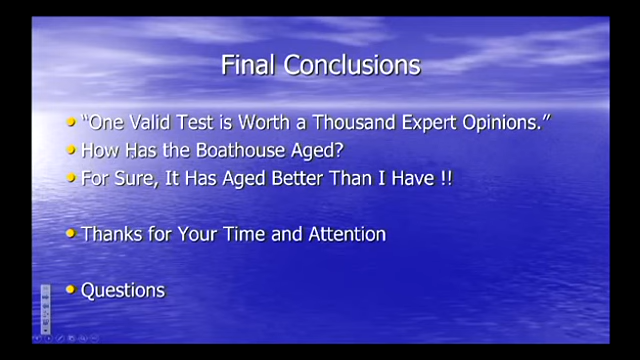 Final Conclusions
“One Valid Test is Worth a Thousand Expert Opinions.”
How Has the Boathouse Aged?
For Sure, It Has Aged Better Than I Have !!
Thanks for Your Time and Attention
Questions